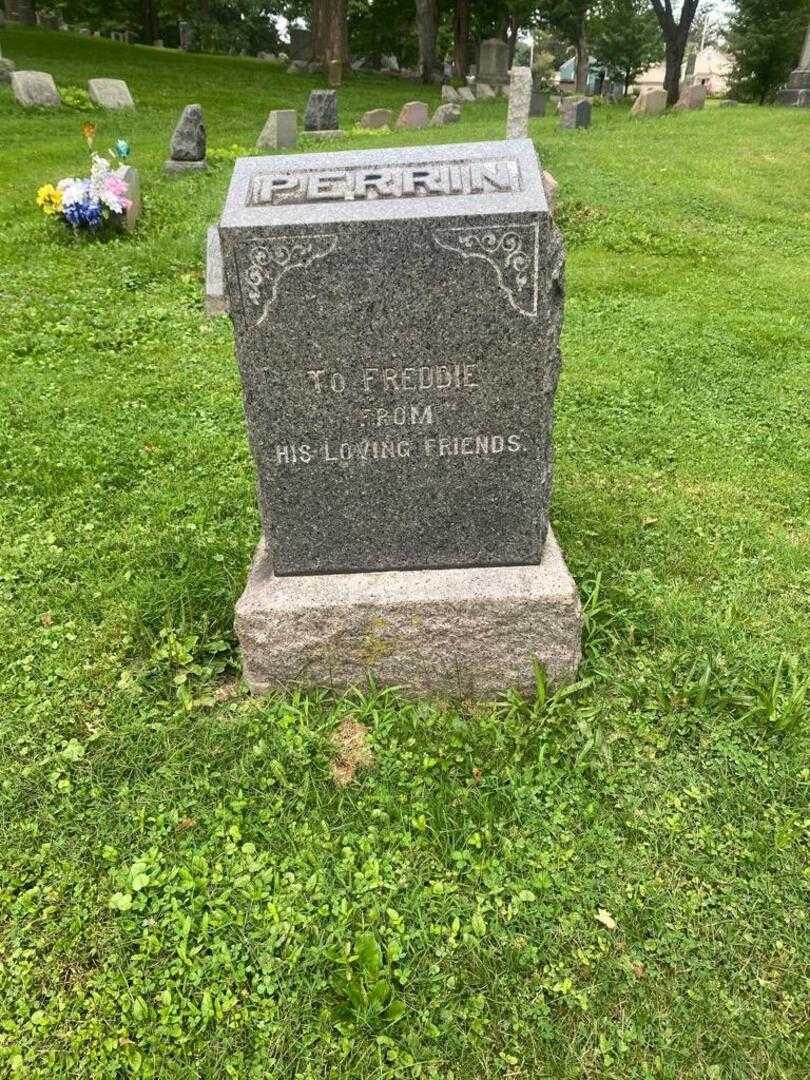 PERRIN
TO FREDDIE
FROM
HIS LOVING FRIENDS.